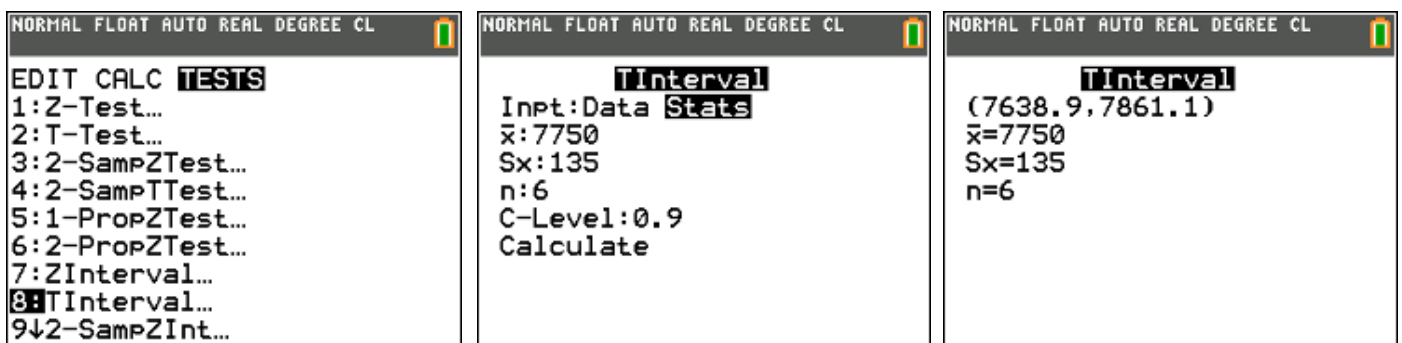 NORMAL FLOAT AUTO REAL DEGREE CL
EDIT CALC TESTS
1:Z-Test…
2:T-Test…
3:2-SampZTest…
4:2-SampTTest…
5:1-PropZTest…
6:2-PropZTest…
7:ZInterval…
8:TInterval…
9↓2-SampZInt…
NORMAL FLOAT AUTO REAL DEGREE CL
TInterval
Inpt:Data Stats
x̄:7750
Sx:135
n:6
C-Level:0.9
Calculate
NORMAL FLOAT AUTO REAL DEGREE CL
TInterval
(7638.9,7861.1)
x̄=7750
Sx=135
n=6